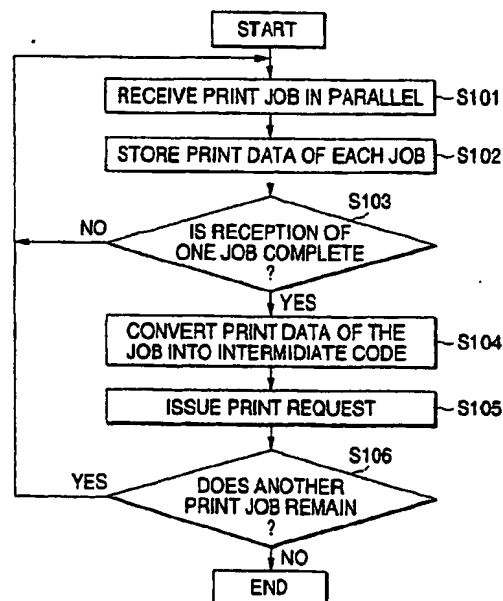 START
RECEIVE PRINT JOB IN PARALLEL
S101
STORE PRINT DATA OF EACH JOB
S102
S103
NO
IS RECEPTION OF
ONE JOB COMPLETE
?
YES
CONVERT PRINT DATA OF THE
JOB INTO INTERMIDIATE CODE
S104
ISSUE PRINT REQUEST
S105
S106
YES
DOES ANOTHER
PRINT JOB REMAIN
?
NO
END